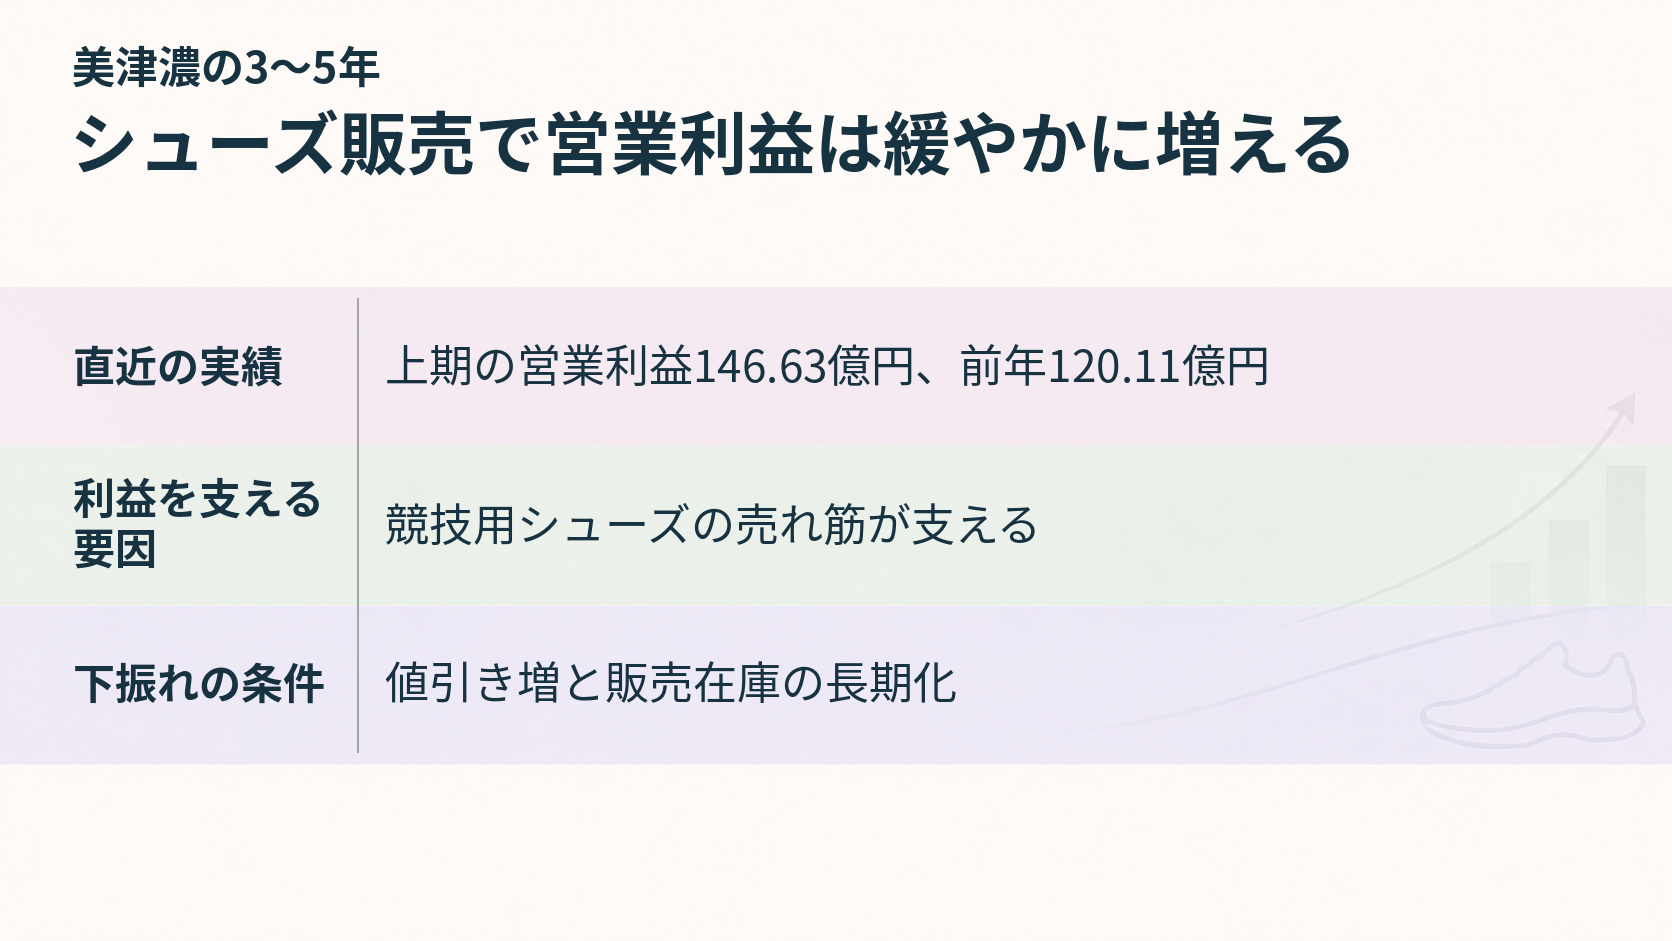 美津濃の3〜5年
シューズ販売で営業利益は緩やかに増える
直近の実績
上期の営業利益146.63億円、前年120.11億円
利益を支える
要因
競技用シューズの売れ筋が支える
下振れの条件
値引き増と販売在庫の長期化